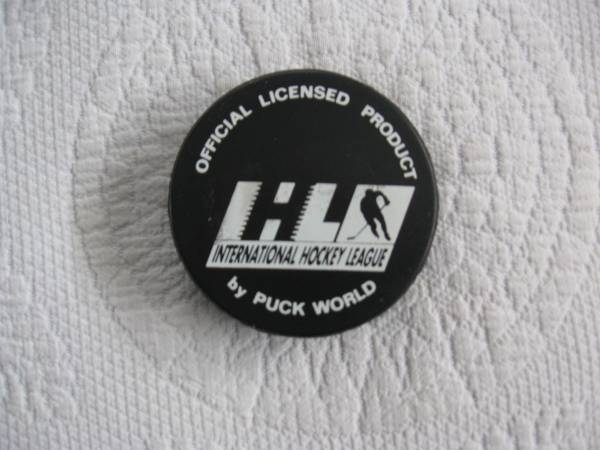 OFFICIAL LICENSED PRODUCT
IHL
INTERNATIONAL HOCKEY LEAGUE
by PUCK WORLD